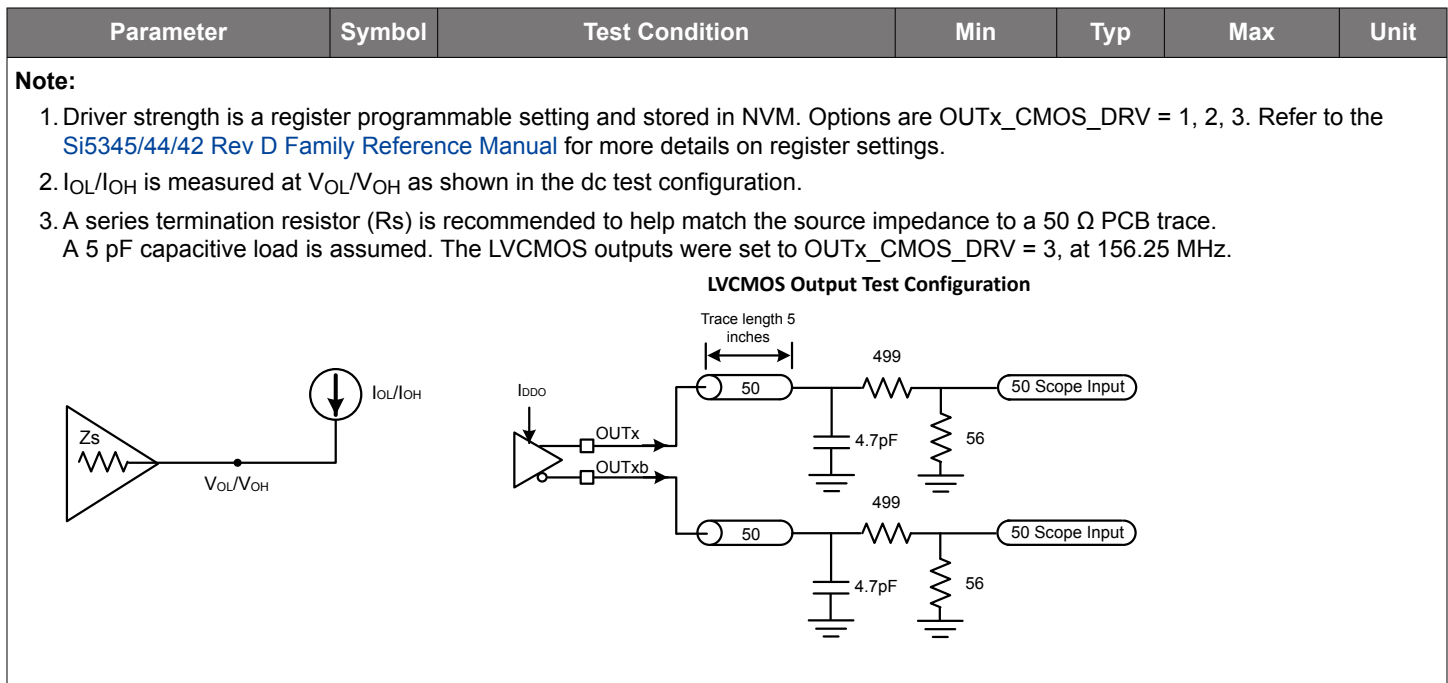 Parameter Symbol Test Condition Min Typ Max Unit
Note:
1. Driver strength is a register programmable setting and stored in NVM. Options are OUTx_CMOS_DRV = 1, 2, 3. Refer to the
Si5345/44/42 Rev D Family Reference Manual for more details on register settings.
2. IOL/IOH is measured at VOL/VOH as shown in the dc test configuration.
3. A series termination resistor (Rs) is recommended to help match the source impedance to a 50 Ω PCB trace.
A 5 pF capacitive load is assumed. The LVCMOS outputs were set to OUTx_CMOS_DRV = 3, at 156.25 MHz.
LVCMOS Output Test Configuration
Zs
VOL/VOH
IOL/IOH
IDDO
OUTx
OUTxb
Trace length 5
inches
50
499
50 Scope Input
4.7pF
56
50
499
50 Scope Input
4.7pF
56